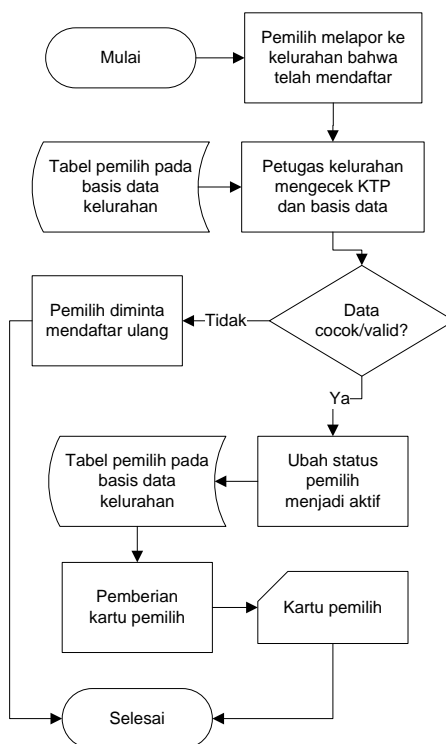 Mulai
Pemilih melapor ke
kelurahan bahwa
telah mendaftar
Tabel pemilih pada
basis data
kelurahan
Petugas kelurahan
mengecek KTP
dan basis data
Pemilih diminta
mendaftar ulang
Tidak
Data
cocok/valid?
Ya
Tabel pemilih pada
basis data
kelurahan
Ubah status
pemilih
menjadi aktif
Pemberian
kartu pemilih
Kartu pemilih
Selesai